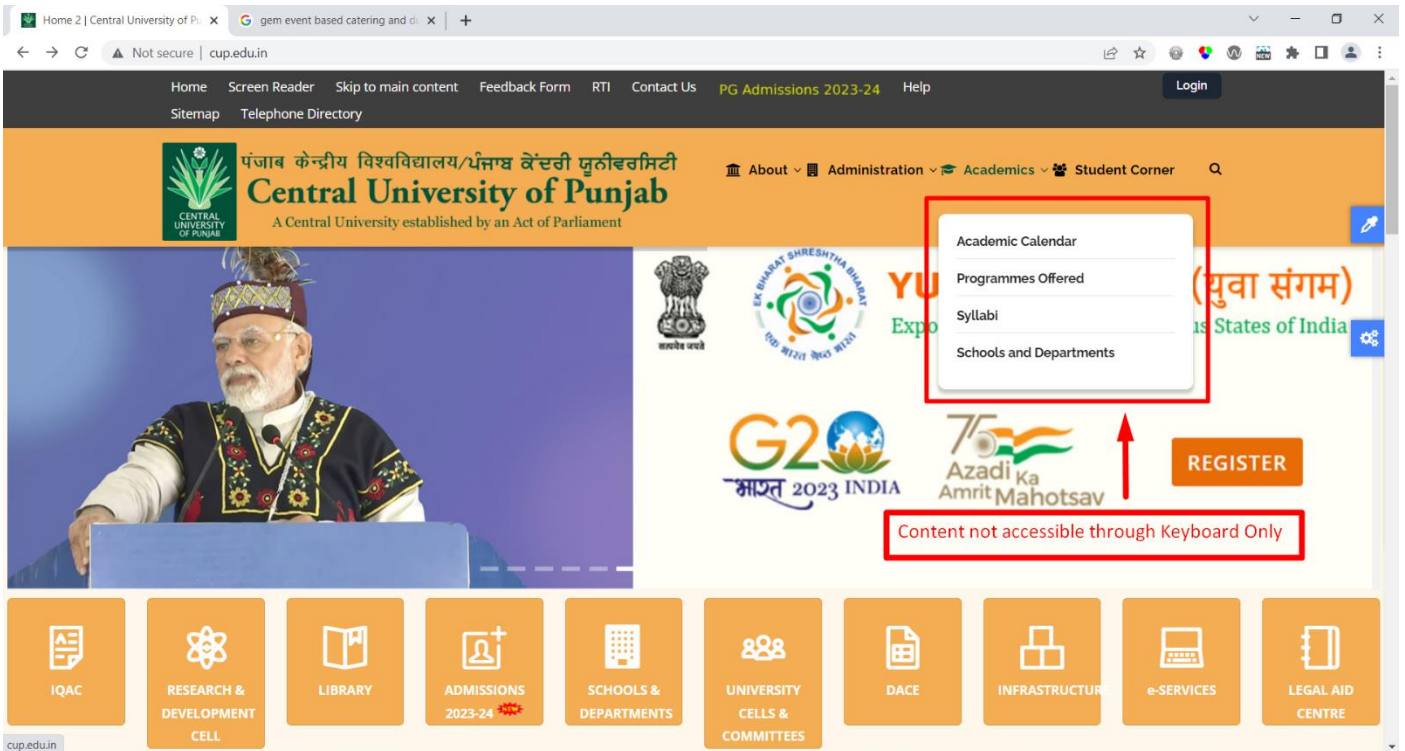 Home 2 | Central University of Pu
gem event based catering and d
Not secure | cup.edu.in
Home Screen Reader Skip to main content Feedback Form RTI Contact Us PG Admissions 2023-24 Help Login
Sitemap Telephone Directory
पंजाब केन्द्रीय विश्वविद्यालय/ਪੰਜਾਬ ਕੇਂਦਰੀ ਯੂਨੀਵਰਸਿਟੀ
Central University of Punjab
A Central University established by an Act of Parliament
CENTRAL
UNIVERSITY
OF PUNJAB
About Administration Academics Student Corner
Academic Calendar
Programmes Offered
Syllabi
Schools and Departments
सत्यमेव जयते
EK BHARAT SHRESHTHA BHARAT
एक भारत श्रेष्ठ भारत
YU (युवा संगम)
Expo us States of India
G20
भारत 2023 INDIA
75
Azadi Ka
Amrit Mahotsav
REGISTER
Content not accessible through Keyboard Only
IQAC
RESEARCH &
DEVELOPMENT
CELL
LIBRARY
ADMISSIONS
2023-24 NEW
SCHOOLS &
DEPARTMENTS
UNIVERSITY
CELLS &
COMMITTEES
DACE
INFRASTRUCTURE
e-SERVICES
LEGAL AID
CENTRE
cup.edu.in